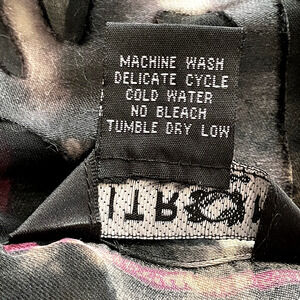 MACHINE WASH
DELICATE CYCLE
COLD WATER
NO BLEACH
TUMBLE DRY LOW